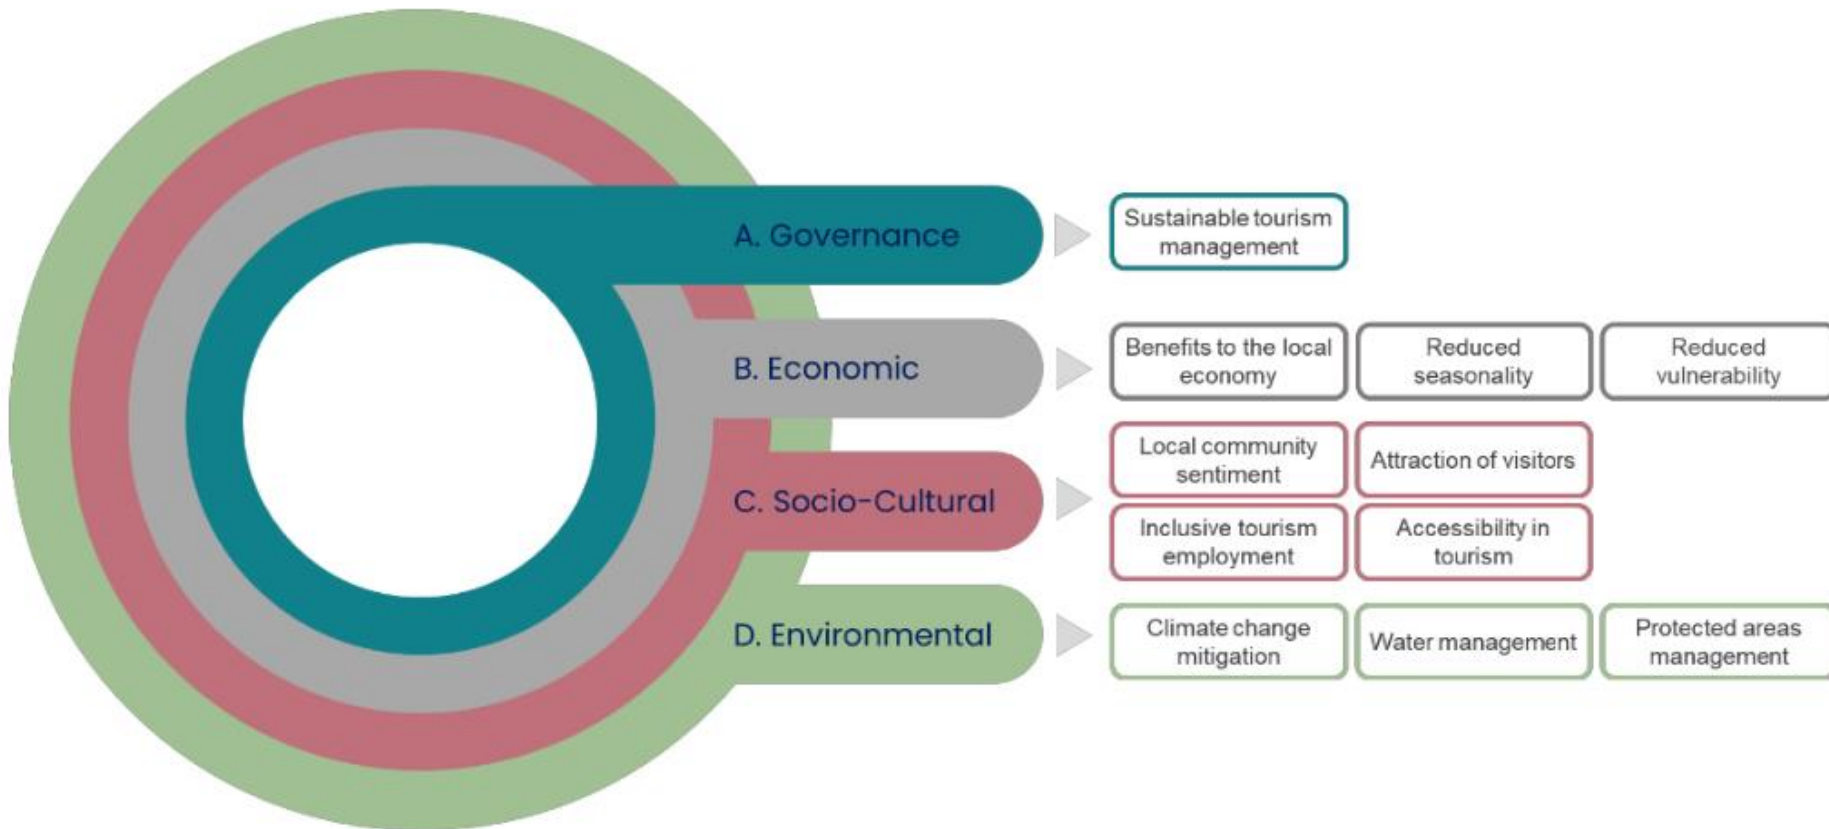 A. Governance
Sustainable tourism
management
B. Economic
Benefits to the local
economy
Reduced
seasonality
Reduced
vulnerability
C. Socio-Cultural
Local community
sentiment
Attraction of visitors
Inclusive tourism
employment
Accessibility in
tourism
D. Environmental
Climate change
mitigation
Water management
Protected areas
management